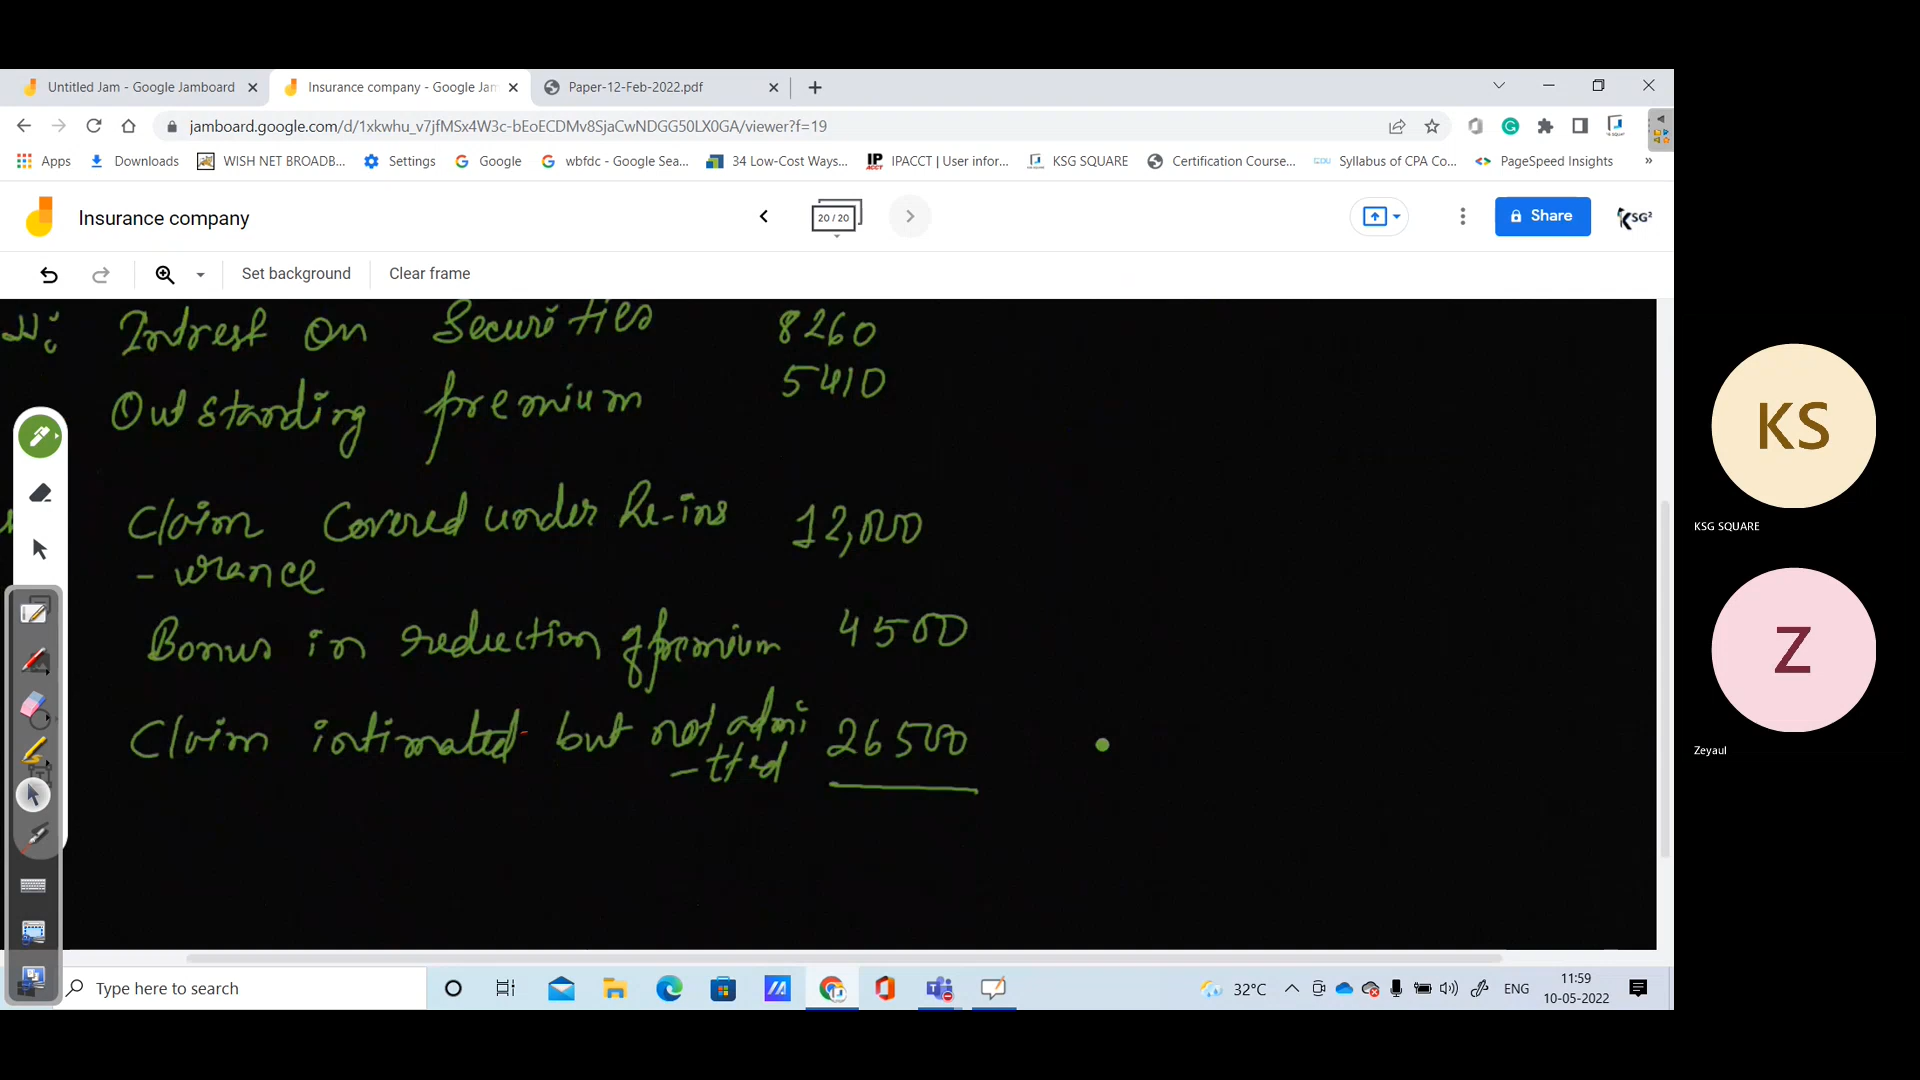 Untitled Jam - Google Jamboard
Insurance company - Google Jam
Paper-12-Feb-2022.pdf
jamboard.google.com/d/1xkwhu_v7jfMSx4W3c-bEoECDMv8SjaCwNDGG50LX0GA/viewer?f=19
Apps Downloads WISH NET BROADB... Settings Google wbfdc - Google Sea... 34 Low-Cost Ways... IPACCT | User infor... KSG SQUARE Certification Course... Syllabus of CPA Co... PageSpeed Insights »
Insurance company
20 / 20
Share
KSG²
Set background Clear frame
Intrest on Securities 8260
Outstanding premium 5410
Claim Covered under Re-ins 12,000
- urance
Bonus in reduction of premium 4500
Claim intimated but not admi 26500
- tted
KS
KSG SQUARE
Z
Zeyaul
Type here to search
32°C
ENG
11:59
10-05-2022